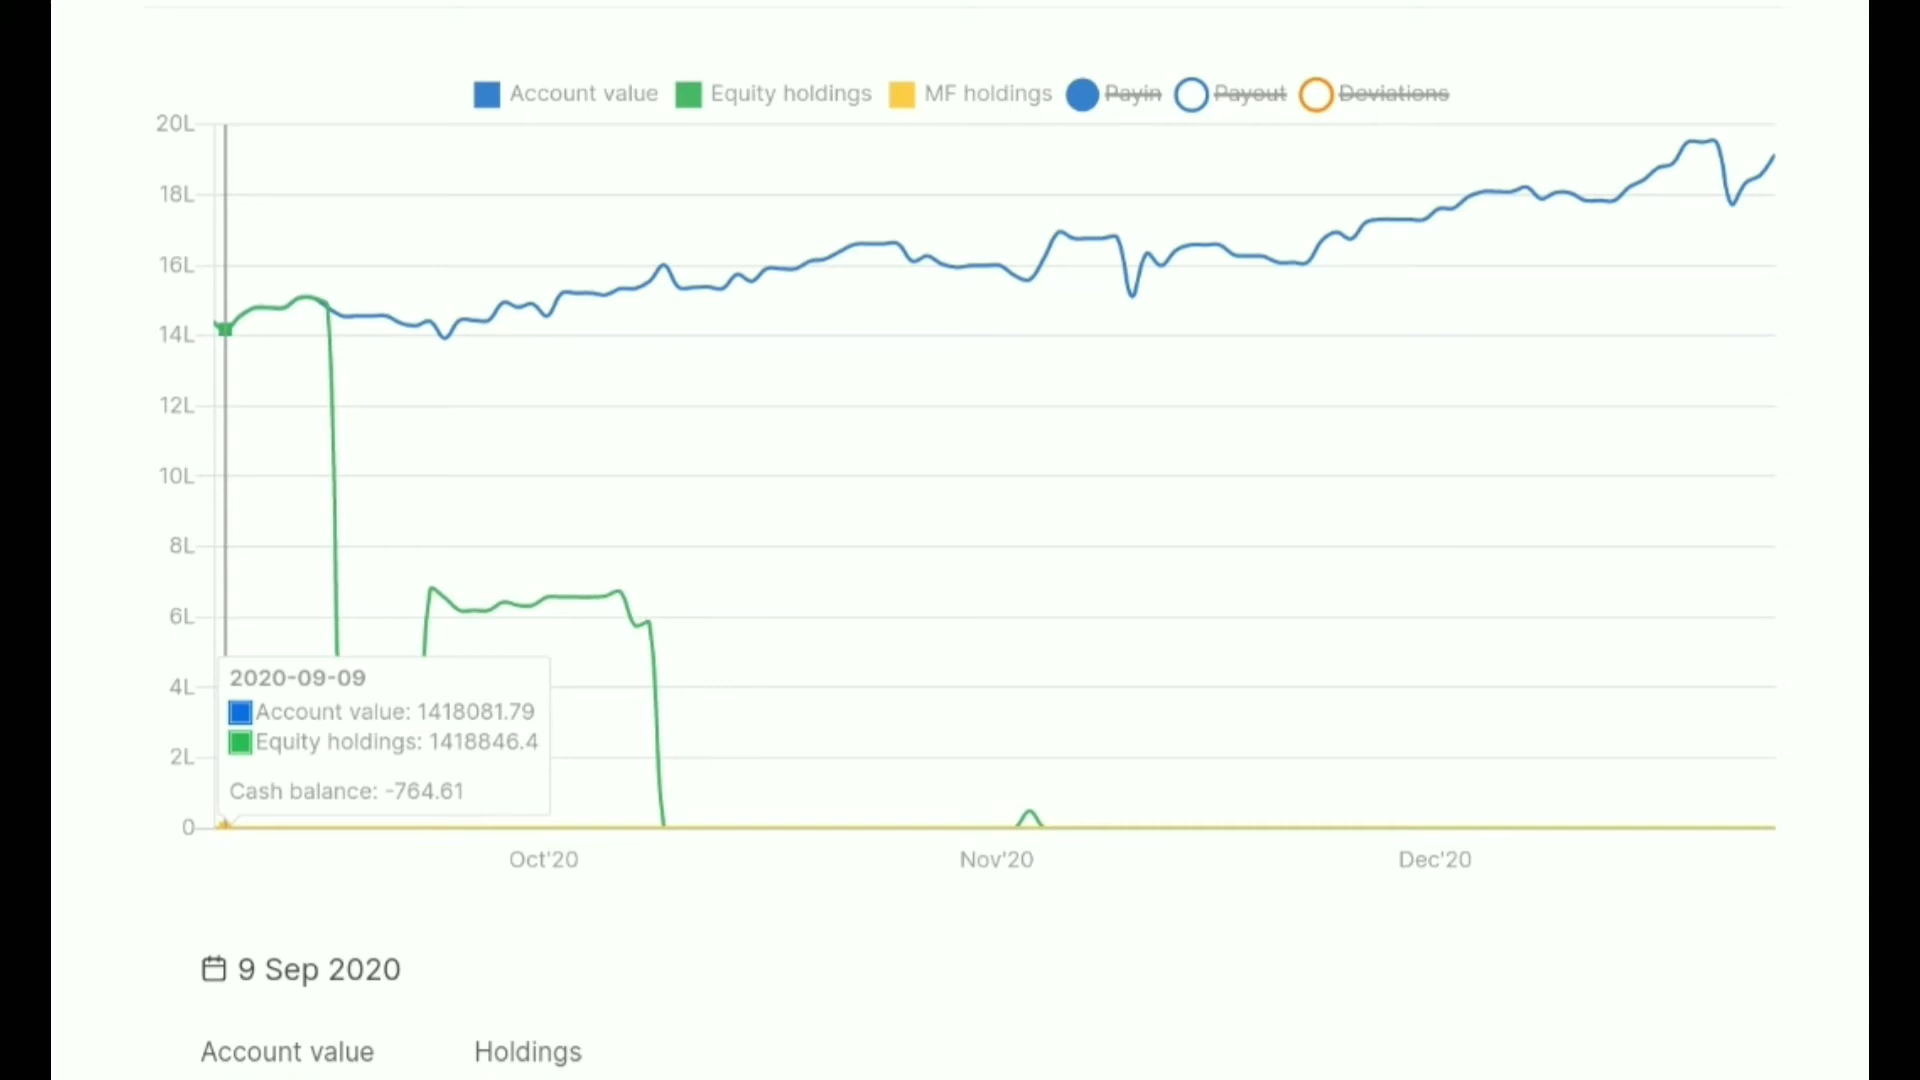 Account value Equity holdings MF holdings Payin Payout Deviations
20L
18L
16L
14L
12L
10L
8L
6L
4L
2L
0
2020-09-09
Account value: 1418081.79
Equity holdings: 1418846.4
Cash balance: -764.61
Oct'20 Nov'20 Dec'20
9 Sep 2020
Account value Holdings